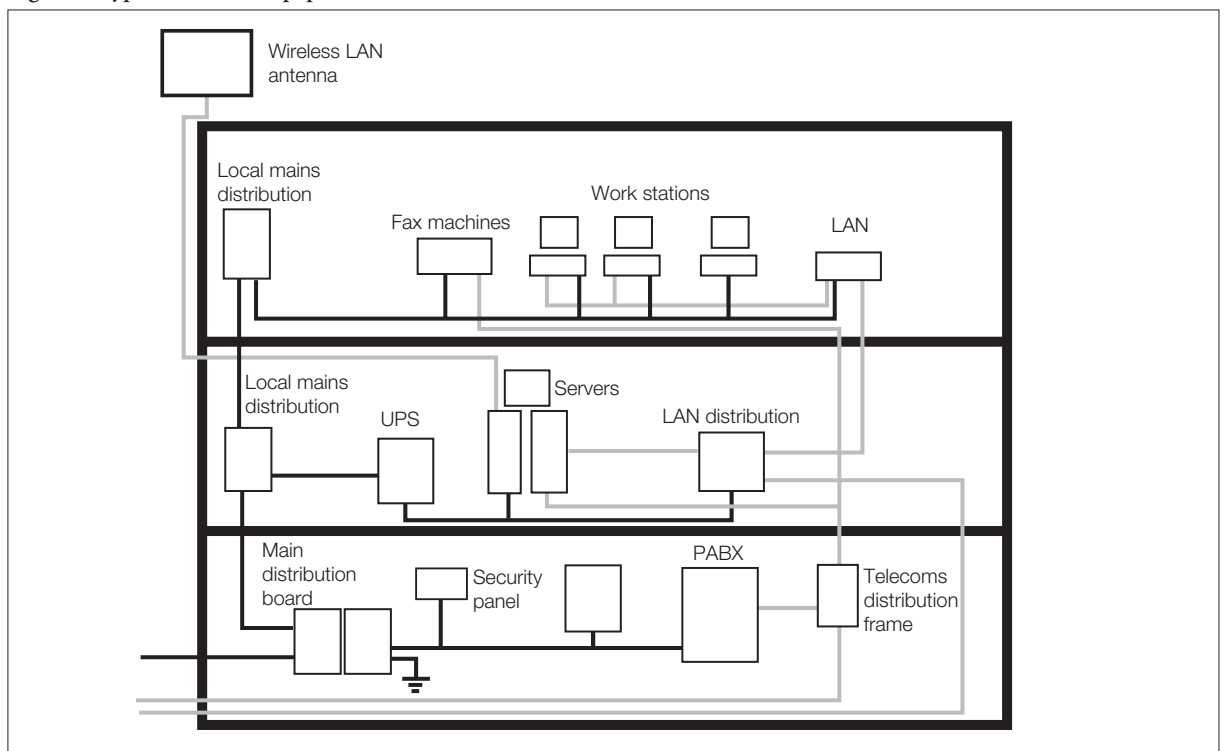 Wireless LAN
antenna
Local mains
distribution
Fax machines
Work stations
LAN
Local mains
distribution
UPS
Servers
LAN distribution
Main
distribution
board
Security
panel
PABX
Telecoms
distribution
frame